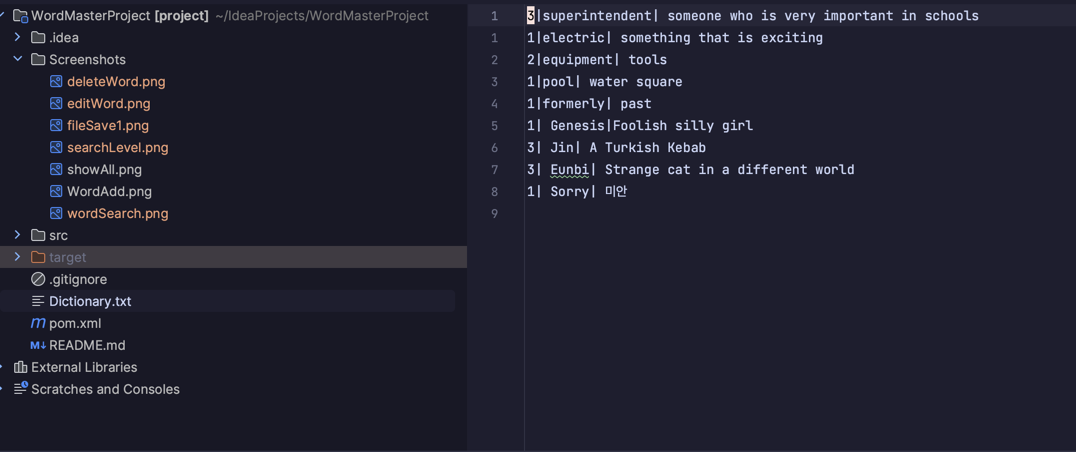 WordMasterProject [project] ~/IdeaProjects/WordMasterProject
.idea
Screenshots
deleteWord.png
editWord.png
fileSave1.png
searchLevel.png
showAll.png
WordAdd.png
wordSearch.png
src
target
.gitignore
Dictionary.txt
m pom.xml
M↓ README.md
External Libraries
Scratches and Consoles
1 3|superintendent| someone who is very important in schools
1 1|electric| something that is exciting
2 2|equipment| tools
3 1|pool| water square
4 1|formerly| past
5 1| Genesis|Foolish silly girl
6 3| Jin| A Turkish Kebab
7 3| Eunbi| Strange cat in a different world
8 1| Sorry| 미안
9